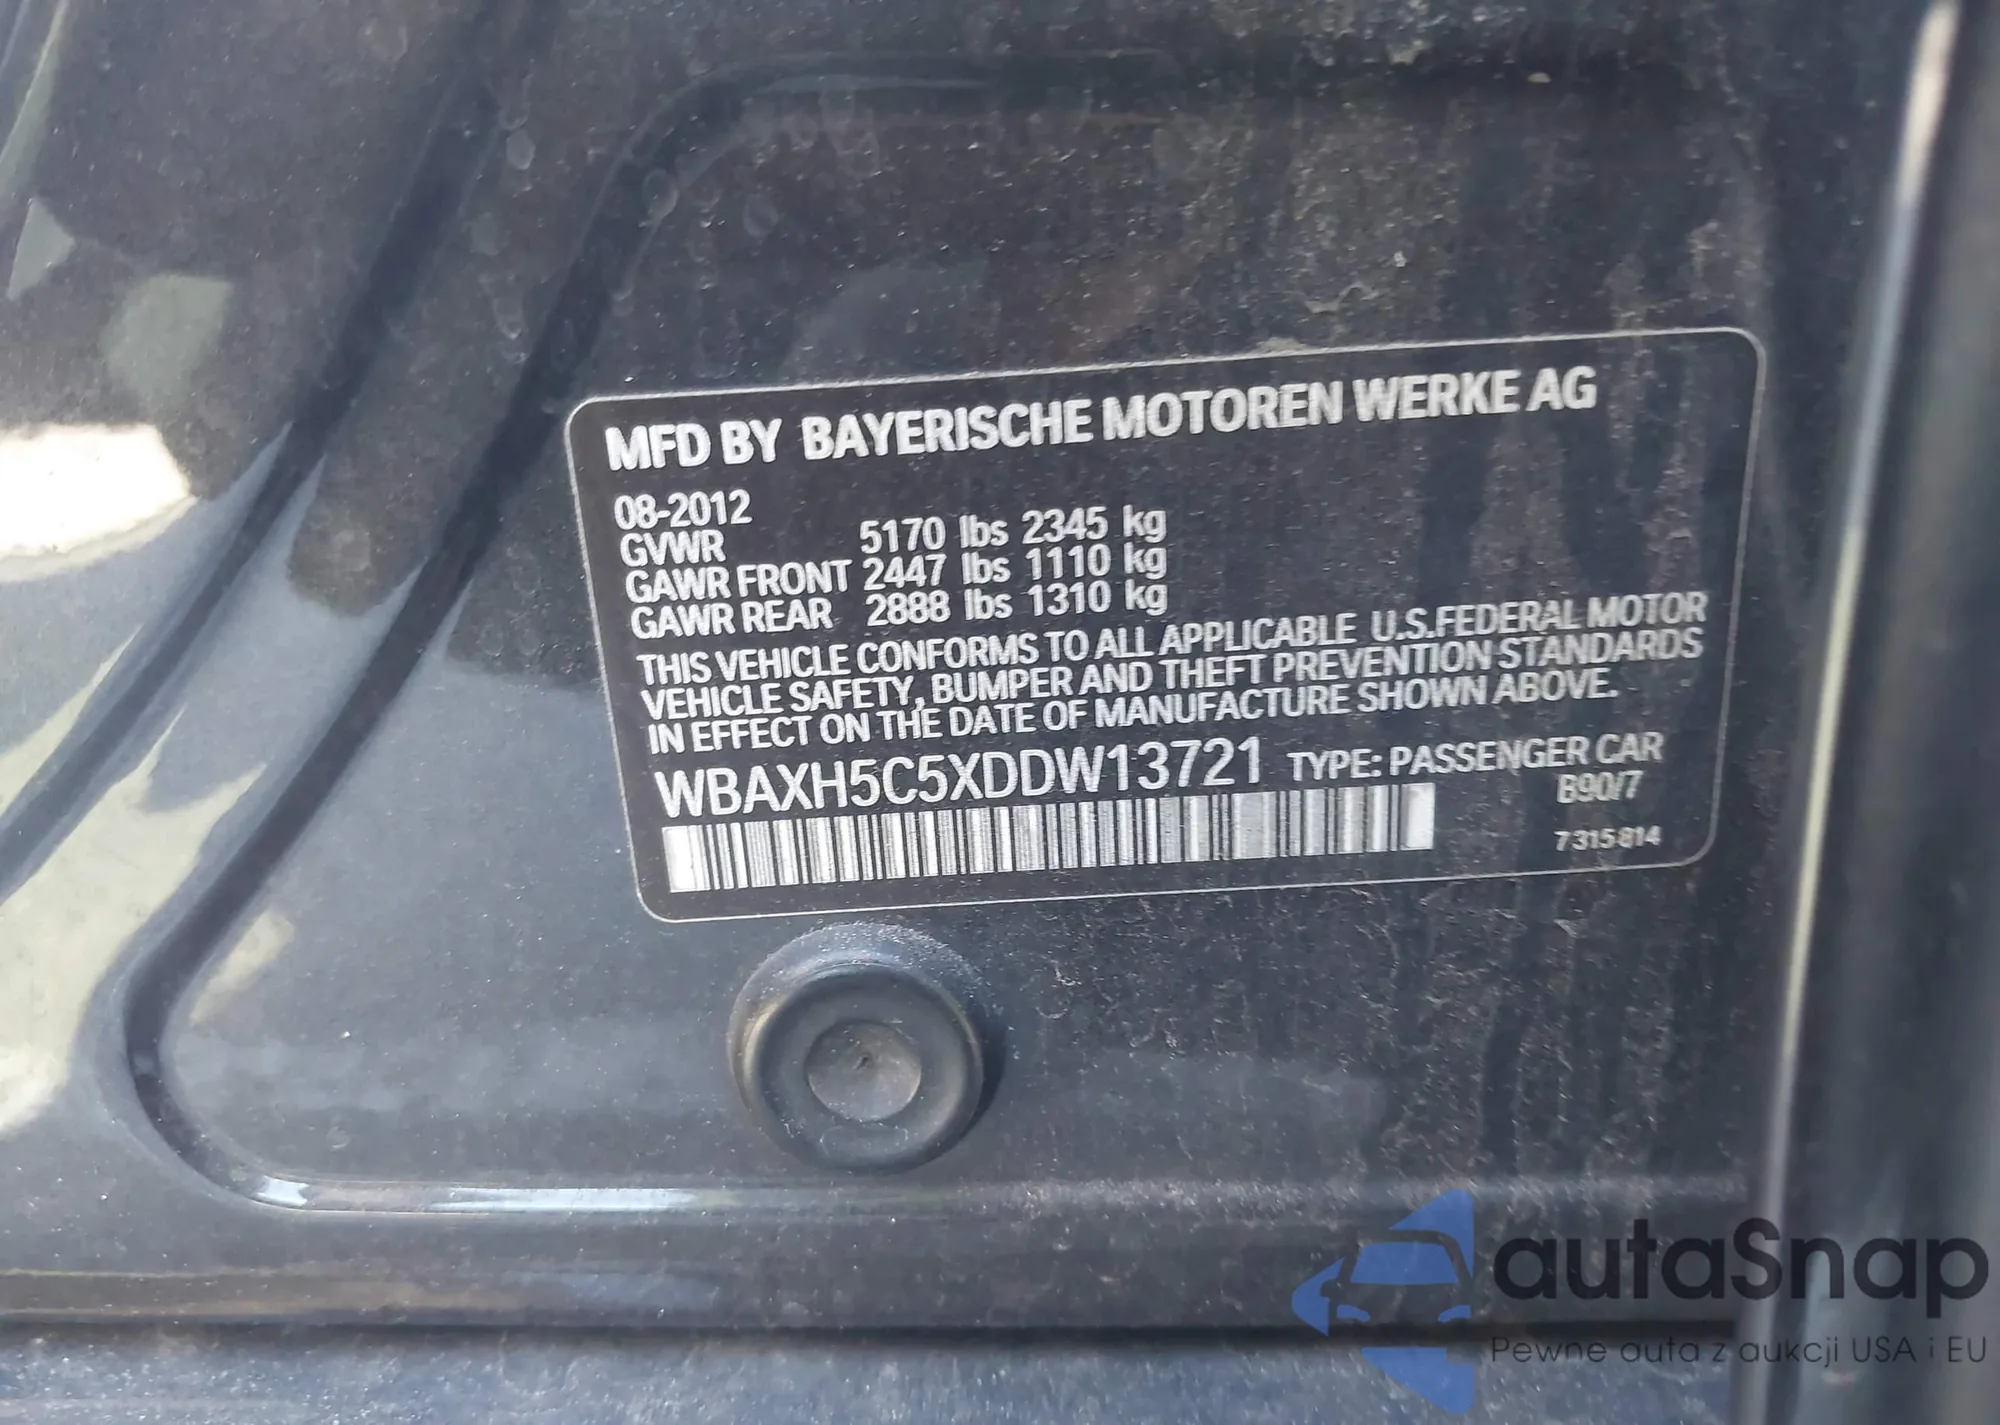 MFD BY BAYERISCHE MOTOREN WERKE AG
08-2012
GVWR 5170 lbs 2345 kg
GAWR FRONT 2447 lbs 1110 kg
GAWR REAR 2888 lbs 1310 kg
THIS VEHICLE CONFORMS TO ALL APPLICABLE U.S.FEDERAL MOTOR
VEHICLE SAFETY, BUMPER AND THEFT PREVENTION STANDARDS
IN EFFECT ON THE DATE OF MANUFACTURE SHOWN ABOVE.
WBAXH5C5XDDW13721 TYPE: PASSENGER CAR
B90/7
7315814
autaSnap
Pewne auta z aukcji USA i EU